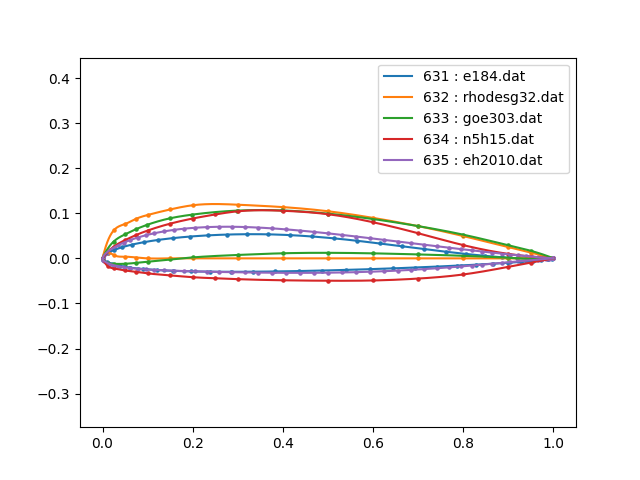 631 : e184.dat
632 : rhodesg32.dat
633 : goe303.dat
634 : n5h15.dat
635 : eh2010.dat
0.4
0.3
0.2
0.1
0.0
−0.1
−0.2
−0.3
0.0 0.2 0.4 0.6 0.8 1.0